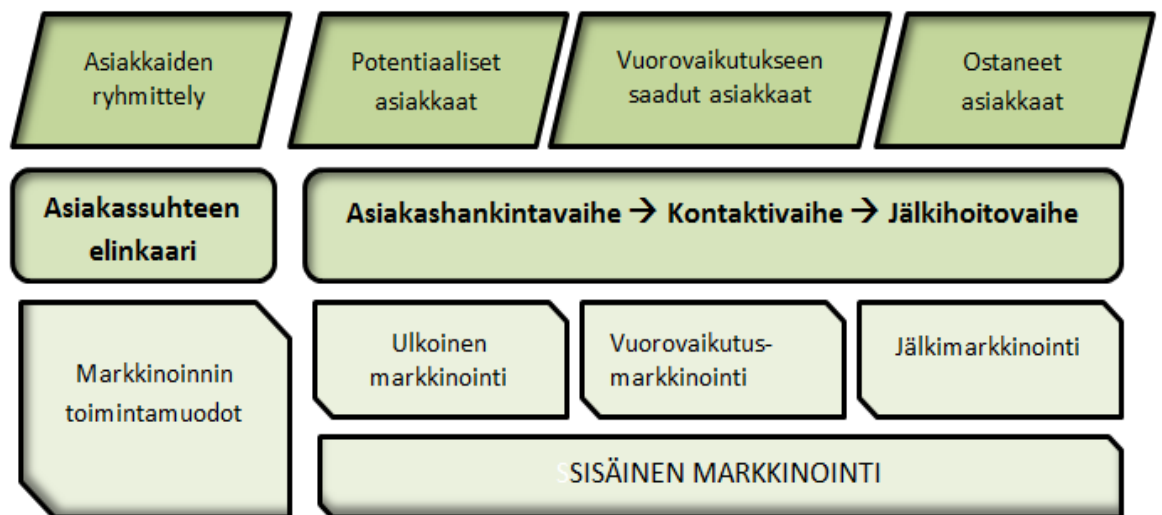 Asiakkaiden
ryhmittely
Potentiaaliset
asiakkaat
Vuorovaikutukseen
saadut asiakkaat
Ostaneet
asiakkaat
Asiakassuhteen
elinkaari
Asiakashankintavaihe → Kontaktivaihe → Jälkihoitovaihe
Markkinoinnin
toimintamuodot
Ulkoinen
markkinointi
Vuorovaikutus-
markkinointi
Jälkimarkkinointi
SSISÄINEN MARKKINOINTI